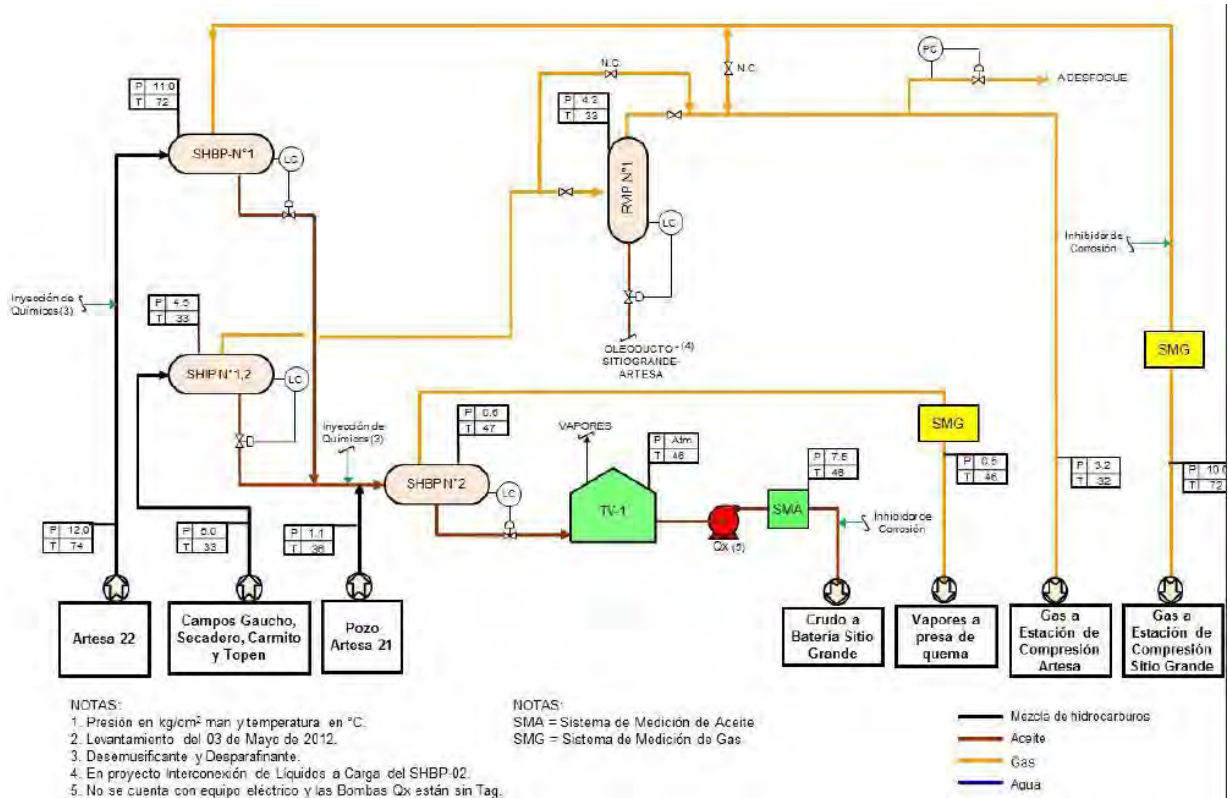 N.C.
N.C.
PC
A DESFOGUE
P 11.0
T 72
P 4.3
T 33
SHBP-N°1
LC
RMP N°1
LC
Inhibidor de
Corrosión
Inyección de
Químicos (3)
P 4.5
T 33
OLEODUCTO -(4)
SITIOGRANDE-
ARTESA
SMG
SHIP N°1,2
LC
Inyección de
Químicos (3)
P 0.6
T 47
VAPORES
P Atm.
T 46
SMG
P 7.5
T 46
SHBP N°2
LC
TV-1
SMA
Qx (5)
Inhibidor de
Corrosión
P 0.5
T 46
P 3.2
T 32
P 10.0
T 72
P 12.0
T 74
P 5.0
T 33
P 1.1
T 36
Artesa 22
Campos Gaucho,
Secadero, Carmito
y Topen
Pozo
Artesa 21
Crudo a
Batería Sitio
Grande
Vapores a
presa de
quema
Gas a
Estación de
Compresión
Artesa
Gas a
Estación de
Compresión
Sitio Grande
NOTAS:
1. Presión en kg/cm² man y temperatura en °C.
2. Levantamiento del 03 de Mayo de 2012.
3. Desemusificante y Desparafinante.
4. En proyecto Interconexión de Líquidos a Carga del SHBP-02.
5. No se cuenta con equipo eléctrico y las Bombas Qx están sin Tag.
NOTAS:
SMA = Sistema de Medición de Aceite
SMG = Sistema de Medición de Gas
Mezcla de hidrocarburos
Aceite
Gas
Agua